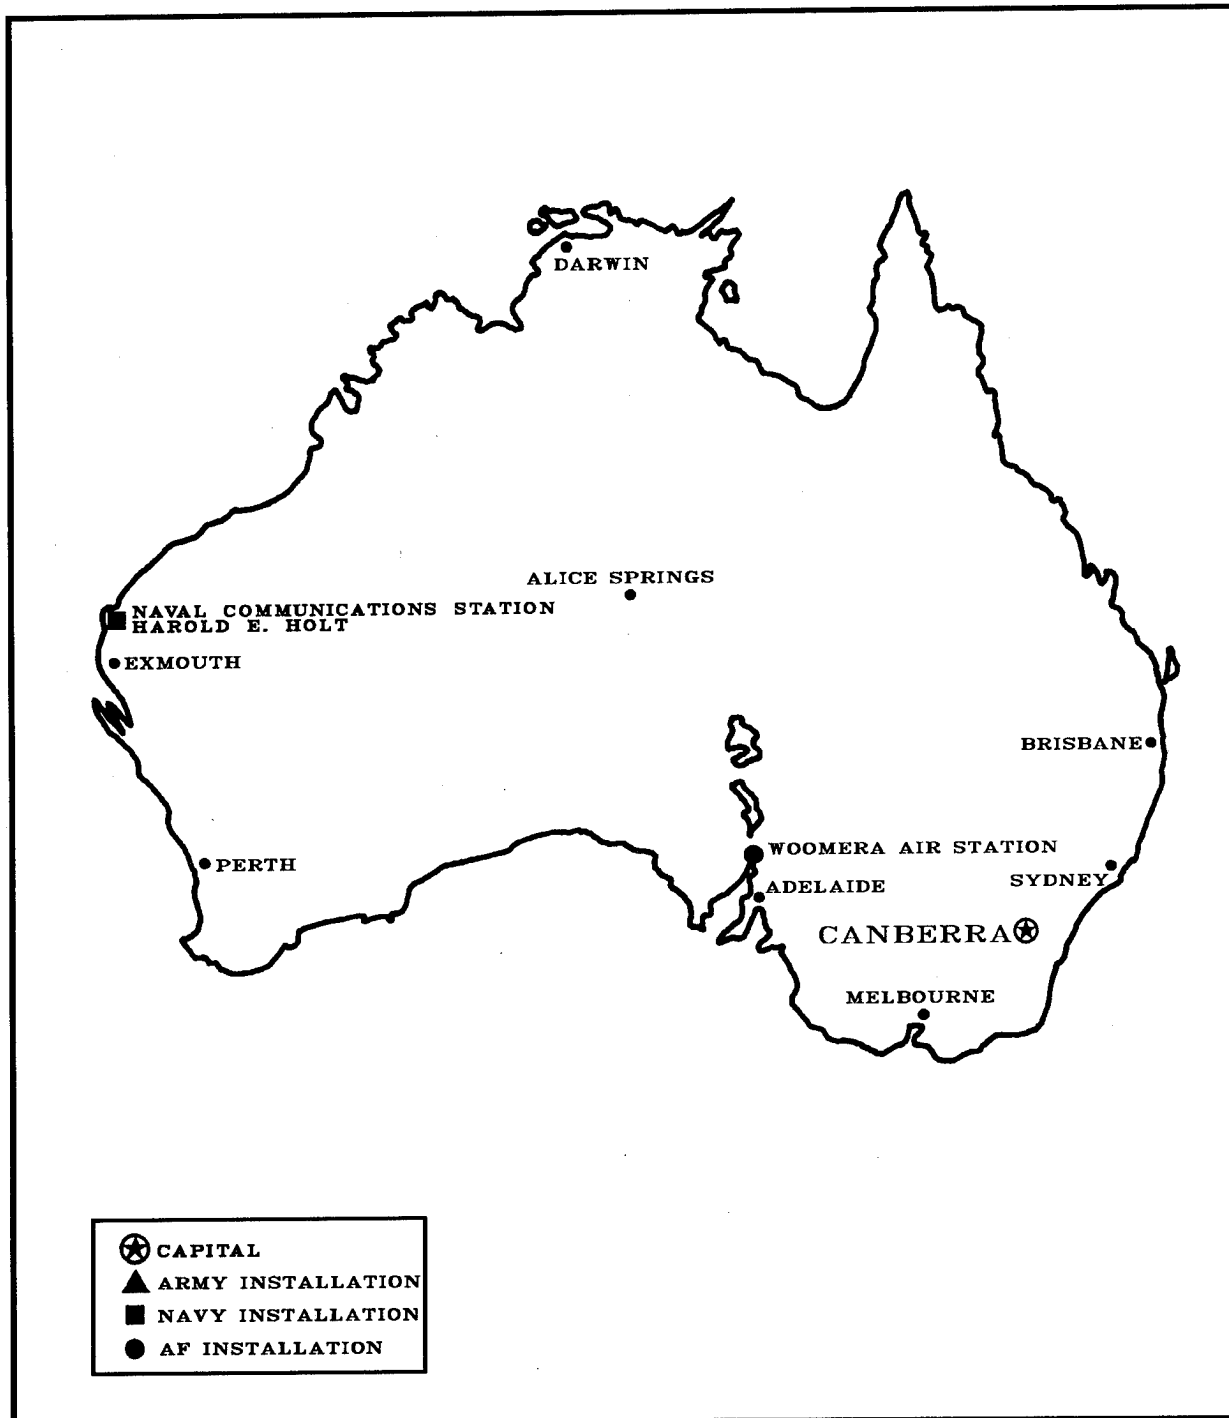 DARWIN
ALICE SPRINGS
NAVAL COMMUNICATIONS STATION
HAROLD E. HOLT
EXMOUTH
BRISBANE
WOOMERA AIR STATION
PERTH
SYDNEY
ADELAIDE
CANBERRA
MELBOURNE
CAPITAL
ARMY INSTALLATION
NAVY INSTALLATION
AF INSTALLATION